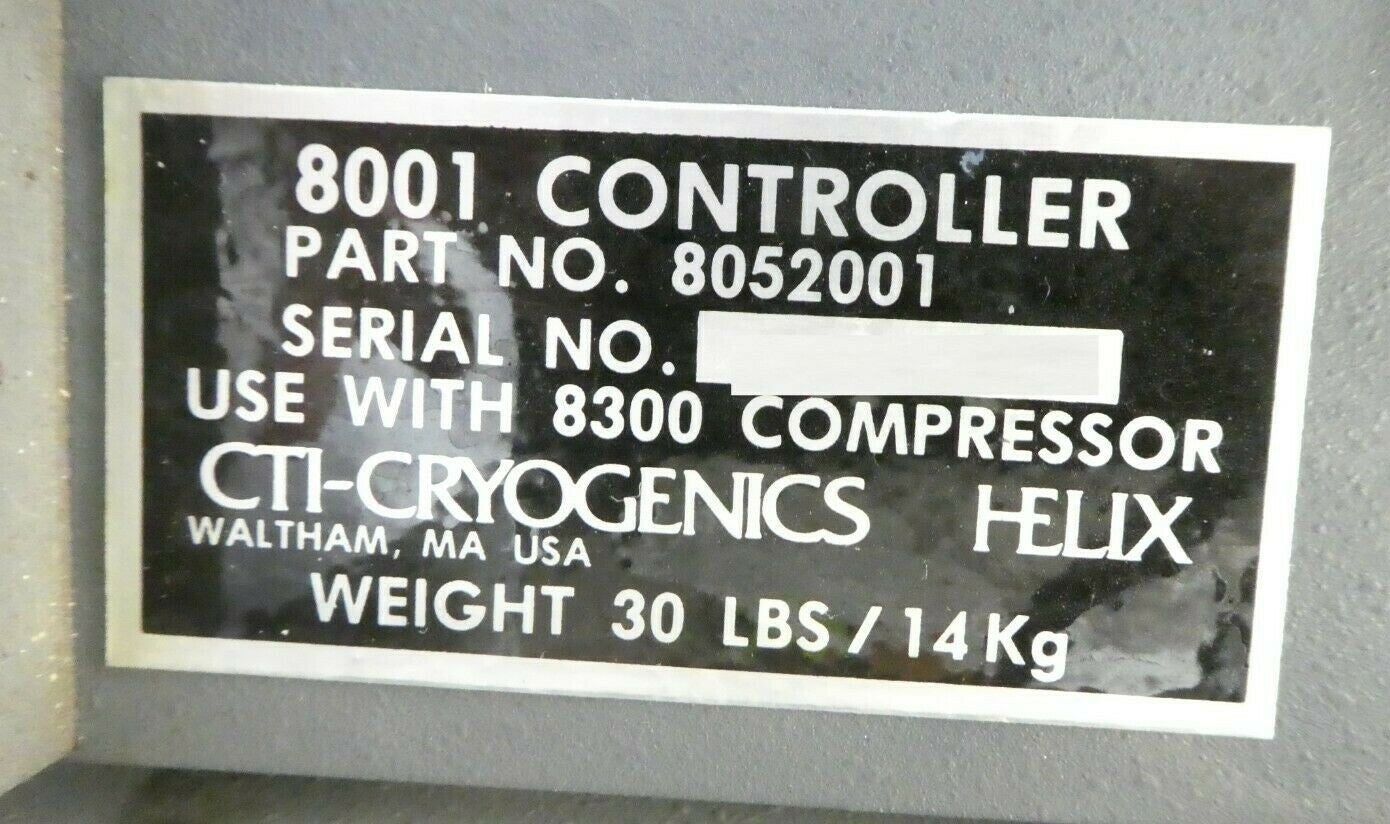 8001 CONTROLLER
PART NO. 8052001
SERIAL NO.
USE WITH 8300 COMPRESSOR
CTI-CRYOGENICS HELIX
WALTHAM, MA USA
WEIGHT 30 LBS / 14 Kg